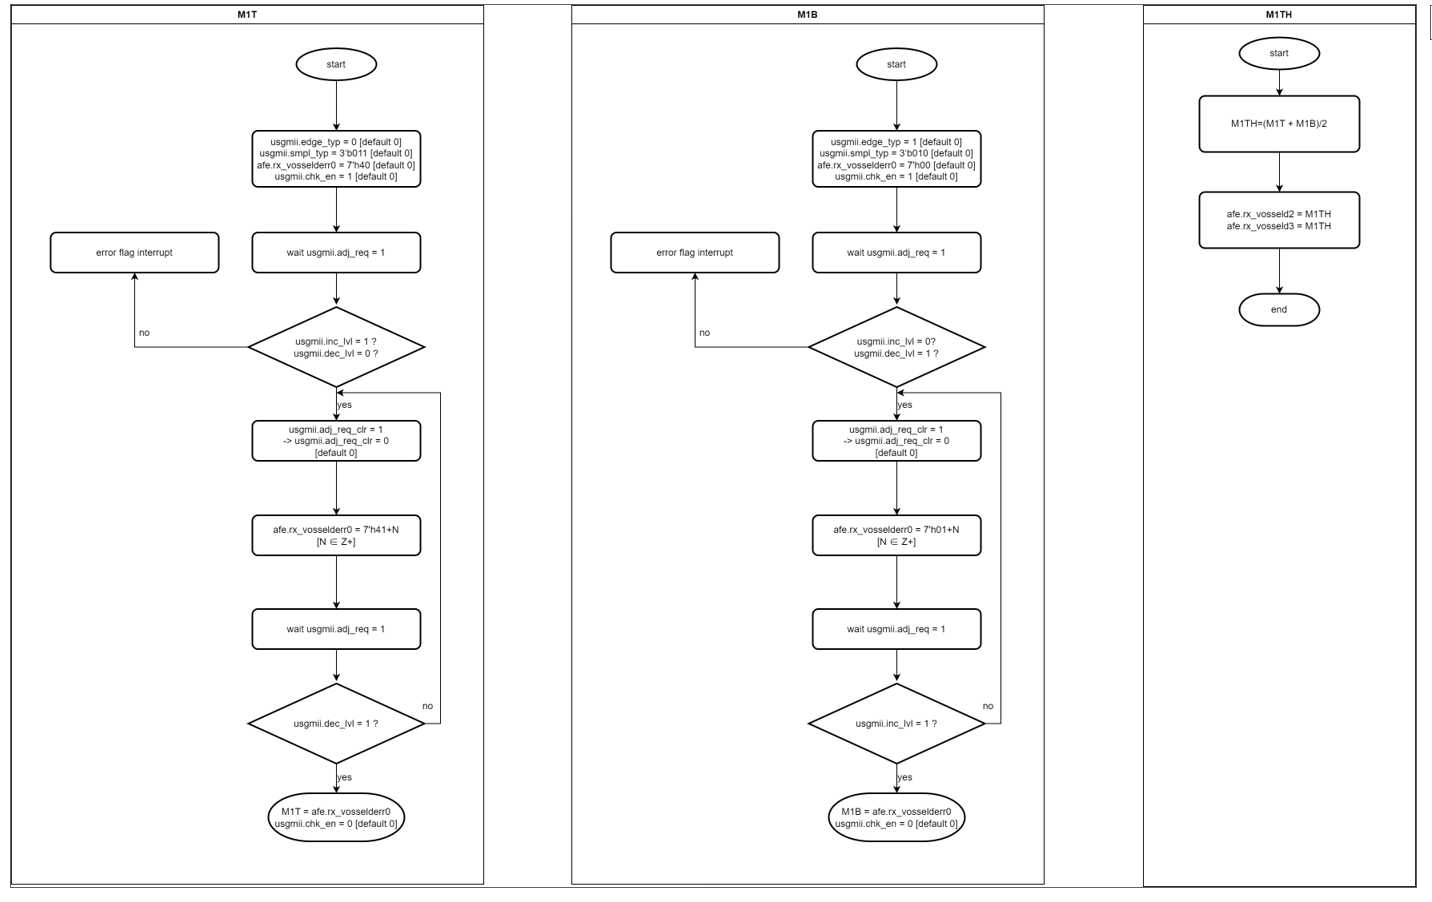 M1T
start
usgmii.edge_typ = 0 [default 0]
usgmii.smpl_typ = 3'b011 [default 0]
afe.rx_vosselderr0 = 7'h40 [default 0]
usgmii.chk_en = 1 [default 0]
error flag interrupt
wait usgmii.adj_req = 1
no
usgmii.inc_lvl = 1 ?
usgmii.dec_lvl = 0 ?
yes
usgmii.adj_req_clr = 1
-> usgmii.adj_req_clr = 0
[default 0]
afe.rx_vosselderr0 = 7'h41+N
[N ∈ Z+]
wait usgmii.adj_req = 1
no
usgmii.dec_lvl = 1 ?
yes
M1T = afe.rx_vosselderr0
usgmii.chk_en = 0 [default 0]
M1B
start
usgmii.edge_typ = 1 [default 0]
usgmii.smpl_typ = 3'b010 [default 0]
afe.rx_vosselderr0 = 7'h00 [default 0]
usgmii.chk_en = 1 [default 0]
error flag interrupt
wait usgmii.adj_req = 1
no
usgmii.inc_lvl = 0?
usgmii.dec_lvl = 1 ?
yes
usgmii.adj_req_clr = 1
-> usgmii.adj_req_clr = 0
[default 0]
afe.rx_vosselderr0 = 7'h01+N
[N ∈ Z+]
wait usgmii.adj_req = 1
no
usgmii.inc_lvl = 1 ?
yes
M1B = afe.rx_vosselderr0
usgmii.chk_en = 0 [default 0]
M1TH
start
M1TH=(M1T + M1B)/2
afe.rx_vosseld2 = M1TH
afe.rx_vosseld3 = M1TH
end